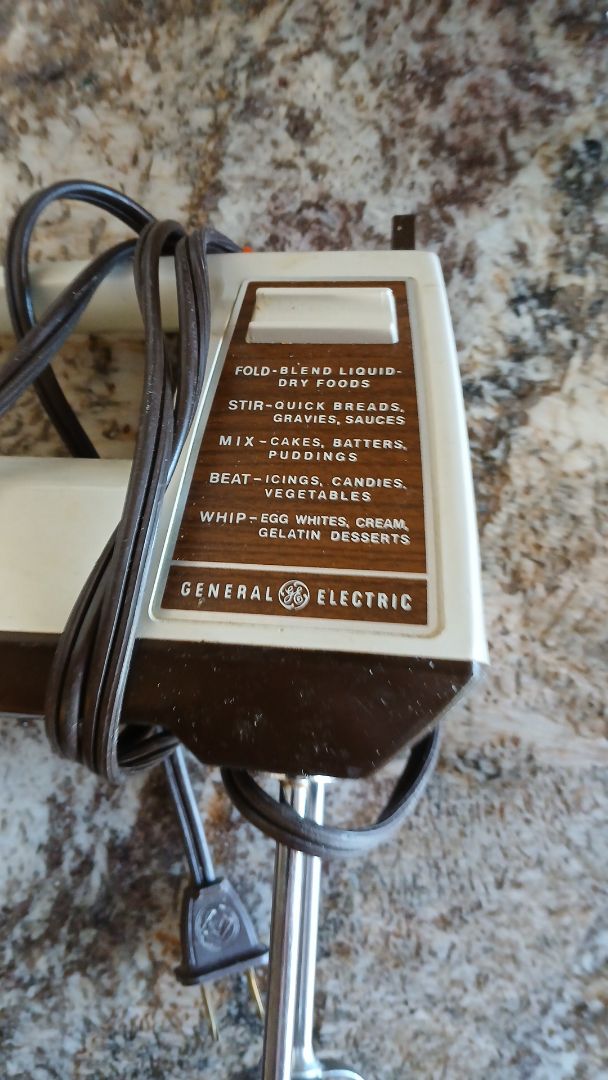 FOLD-BLEND LIQUID-
DRY FOODS
STIR-QUICK BREADS,
GRAVIES, SAUCES
MIX-CAKES, BATTERS,
PUDDINGS
BEAT-ICINGS, CANDIES,
VEGETABLES
WHIP-EGG WHITES, CREAM,
GELATIN DESSERTS
GENERAL GE ELECTRIC